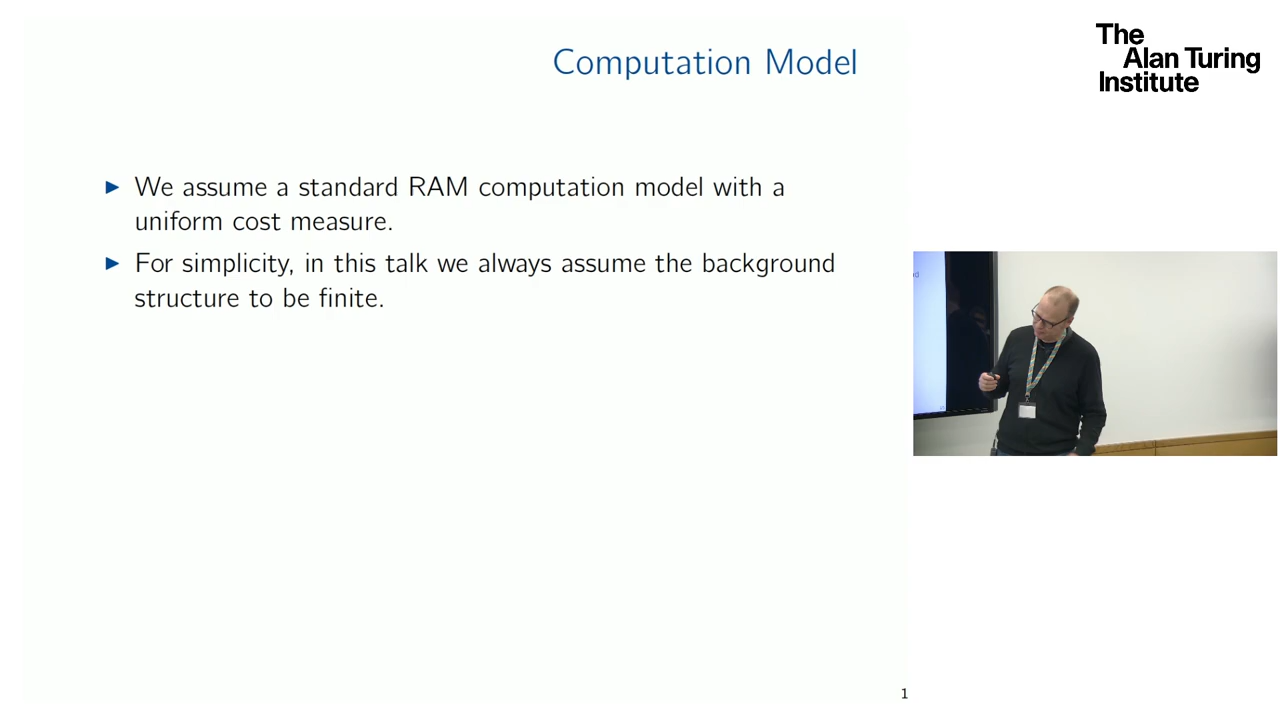 Computation Model
The
Alan Turing
Institute
▶ We assume a standard RAM computation model with a
uniform cost measure.
▶ For simplicity, in this talk we always assume the background
structure to be finite.
1